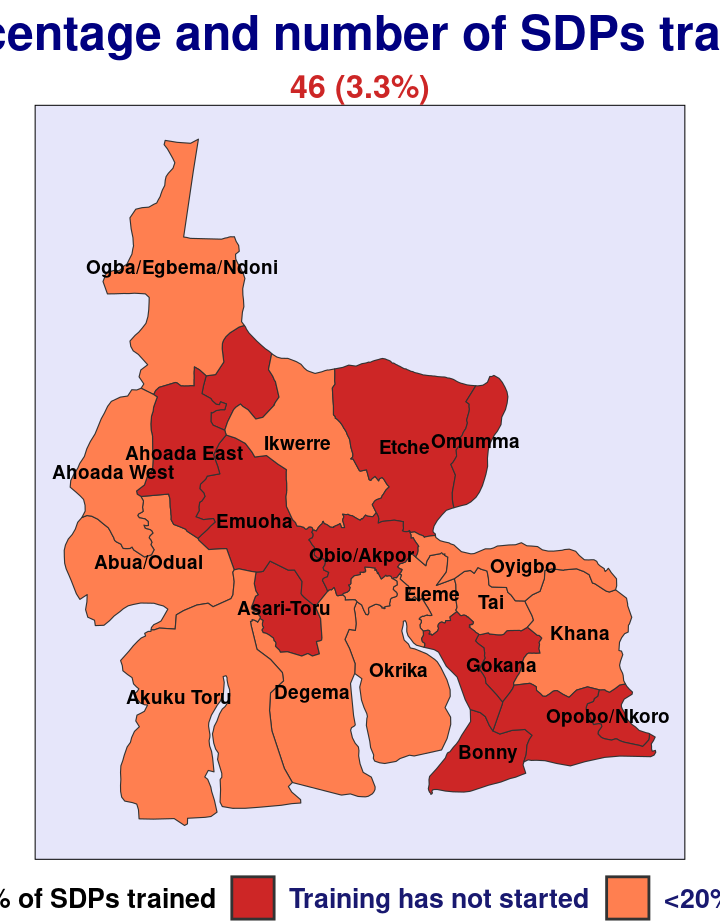 centage and number of SDPs tra
46 (3.3%)
Ogba/Egbema/Ndoni
Ikwerre
Etche
Omumma
Ahoada East
Ahoada West
Emuoha
Obio/Akpor
Abua/Odual
Oyigbo
Eleme
Tai
Asari-Toru
Khana
Gokana
Okrika
Degema
Akuku Toru
Opobo/Nkoro
Bonny
% of SDPs trained
Training has not started
<20%